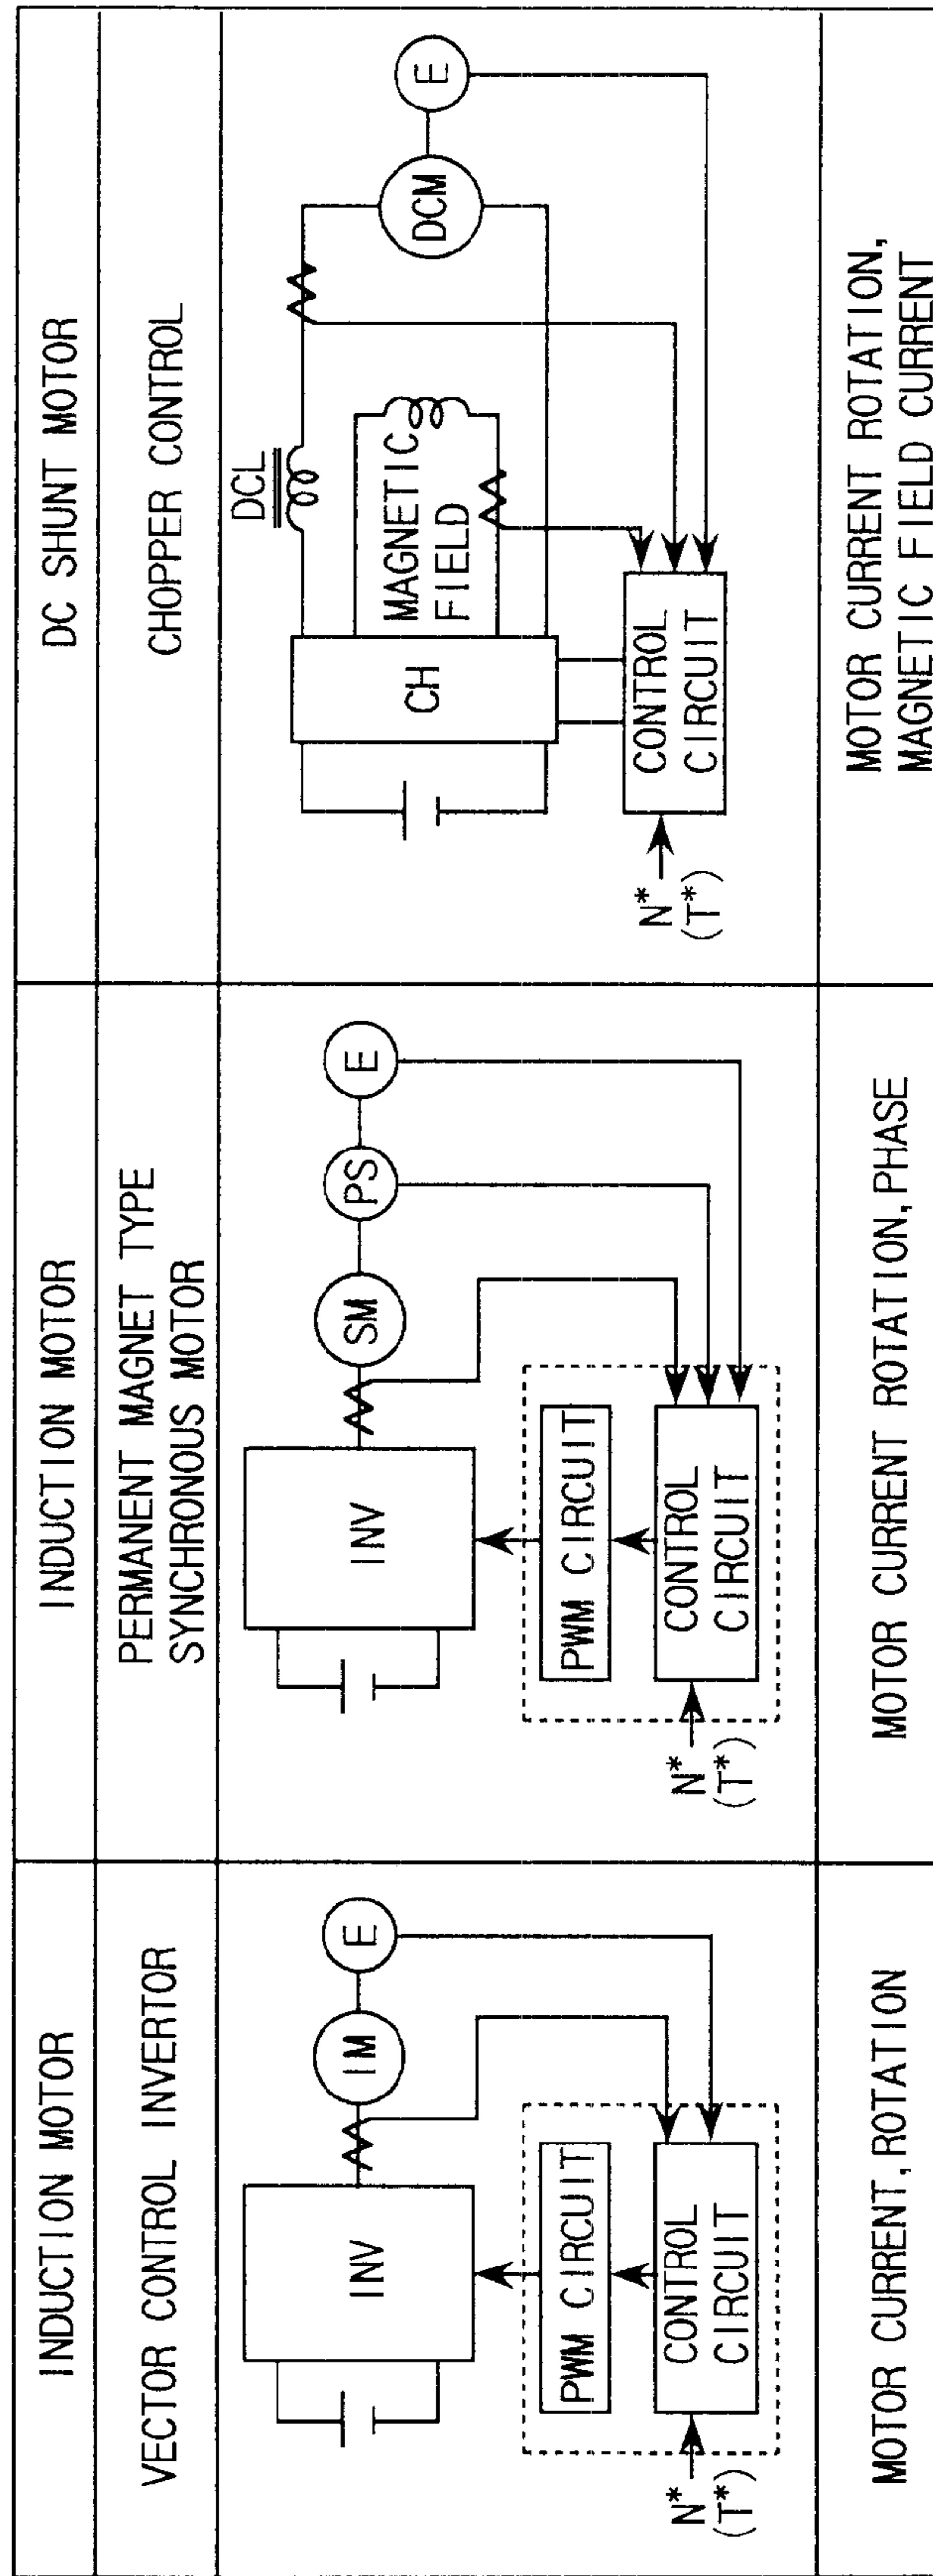 INDUCTION MOTOR
INDUCTION MOTOR
DC SHUNT MOTOR
VECTOR CONTROL INVERTOR
PERMANENT MAGNET TYPE
SYNCHRONOUS MOTOR
CHOPPER CONTROL
INV
IM
E
PWM CIRCUIT
CONTROL
CIRCUIT
N*
(T*)
INV
SM
PS
E
PWM CIRCUIT
CONTROL
CIRCUIT
N*
(T*)
DCL
MAGNETIC
FIELD
CH
DCM
E
CONTROL
CIRCUIT
N*
(T*)
MOTOR CURRENT, ROTATION
MOTOR CURRENT ROTATION, PHASE
MOTOR CURRENT ROTATION,
MAGNETIC FIELD CURRENT